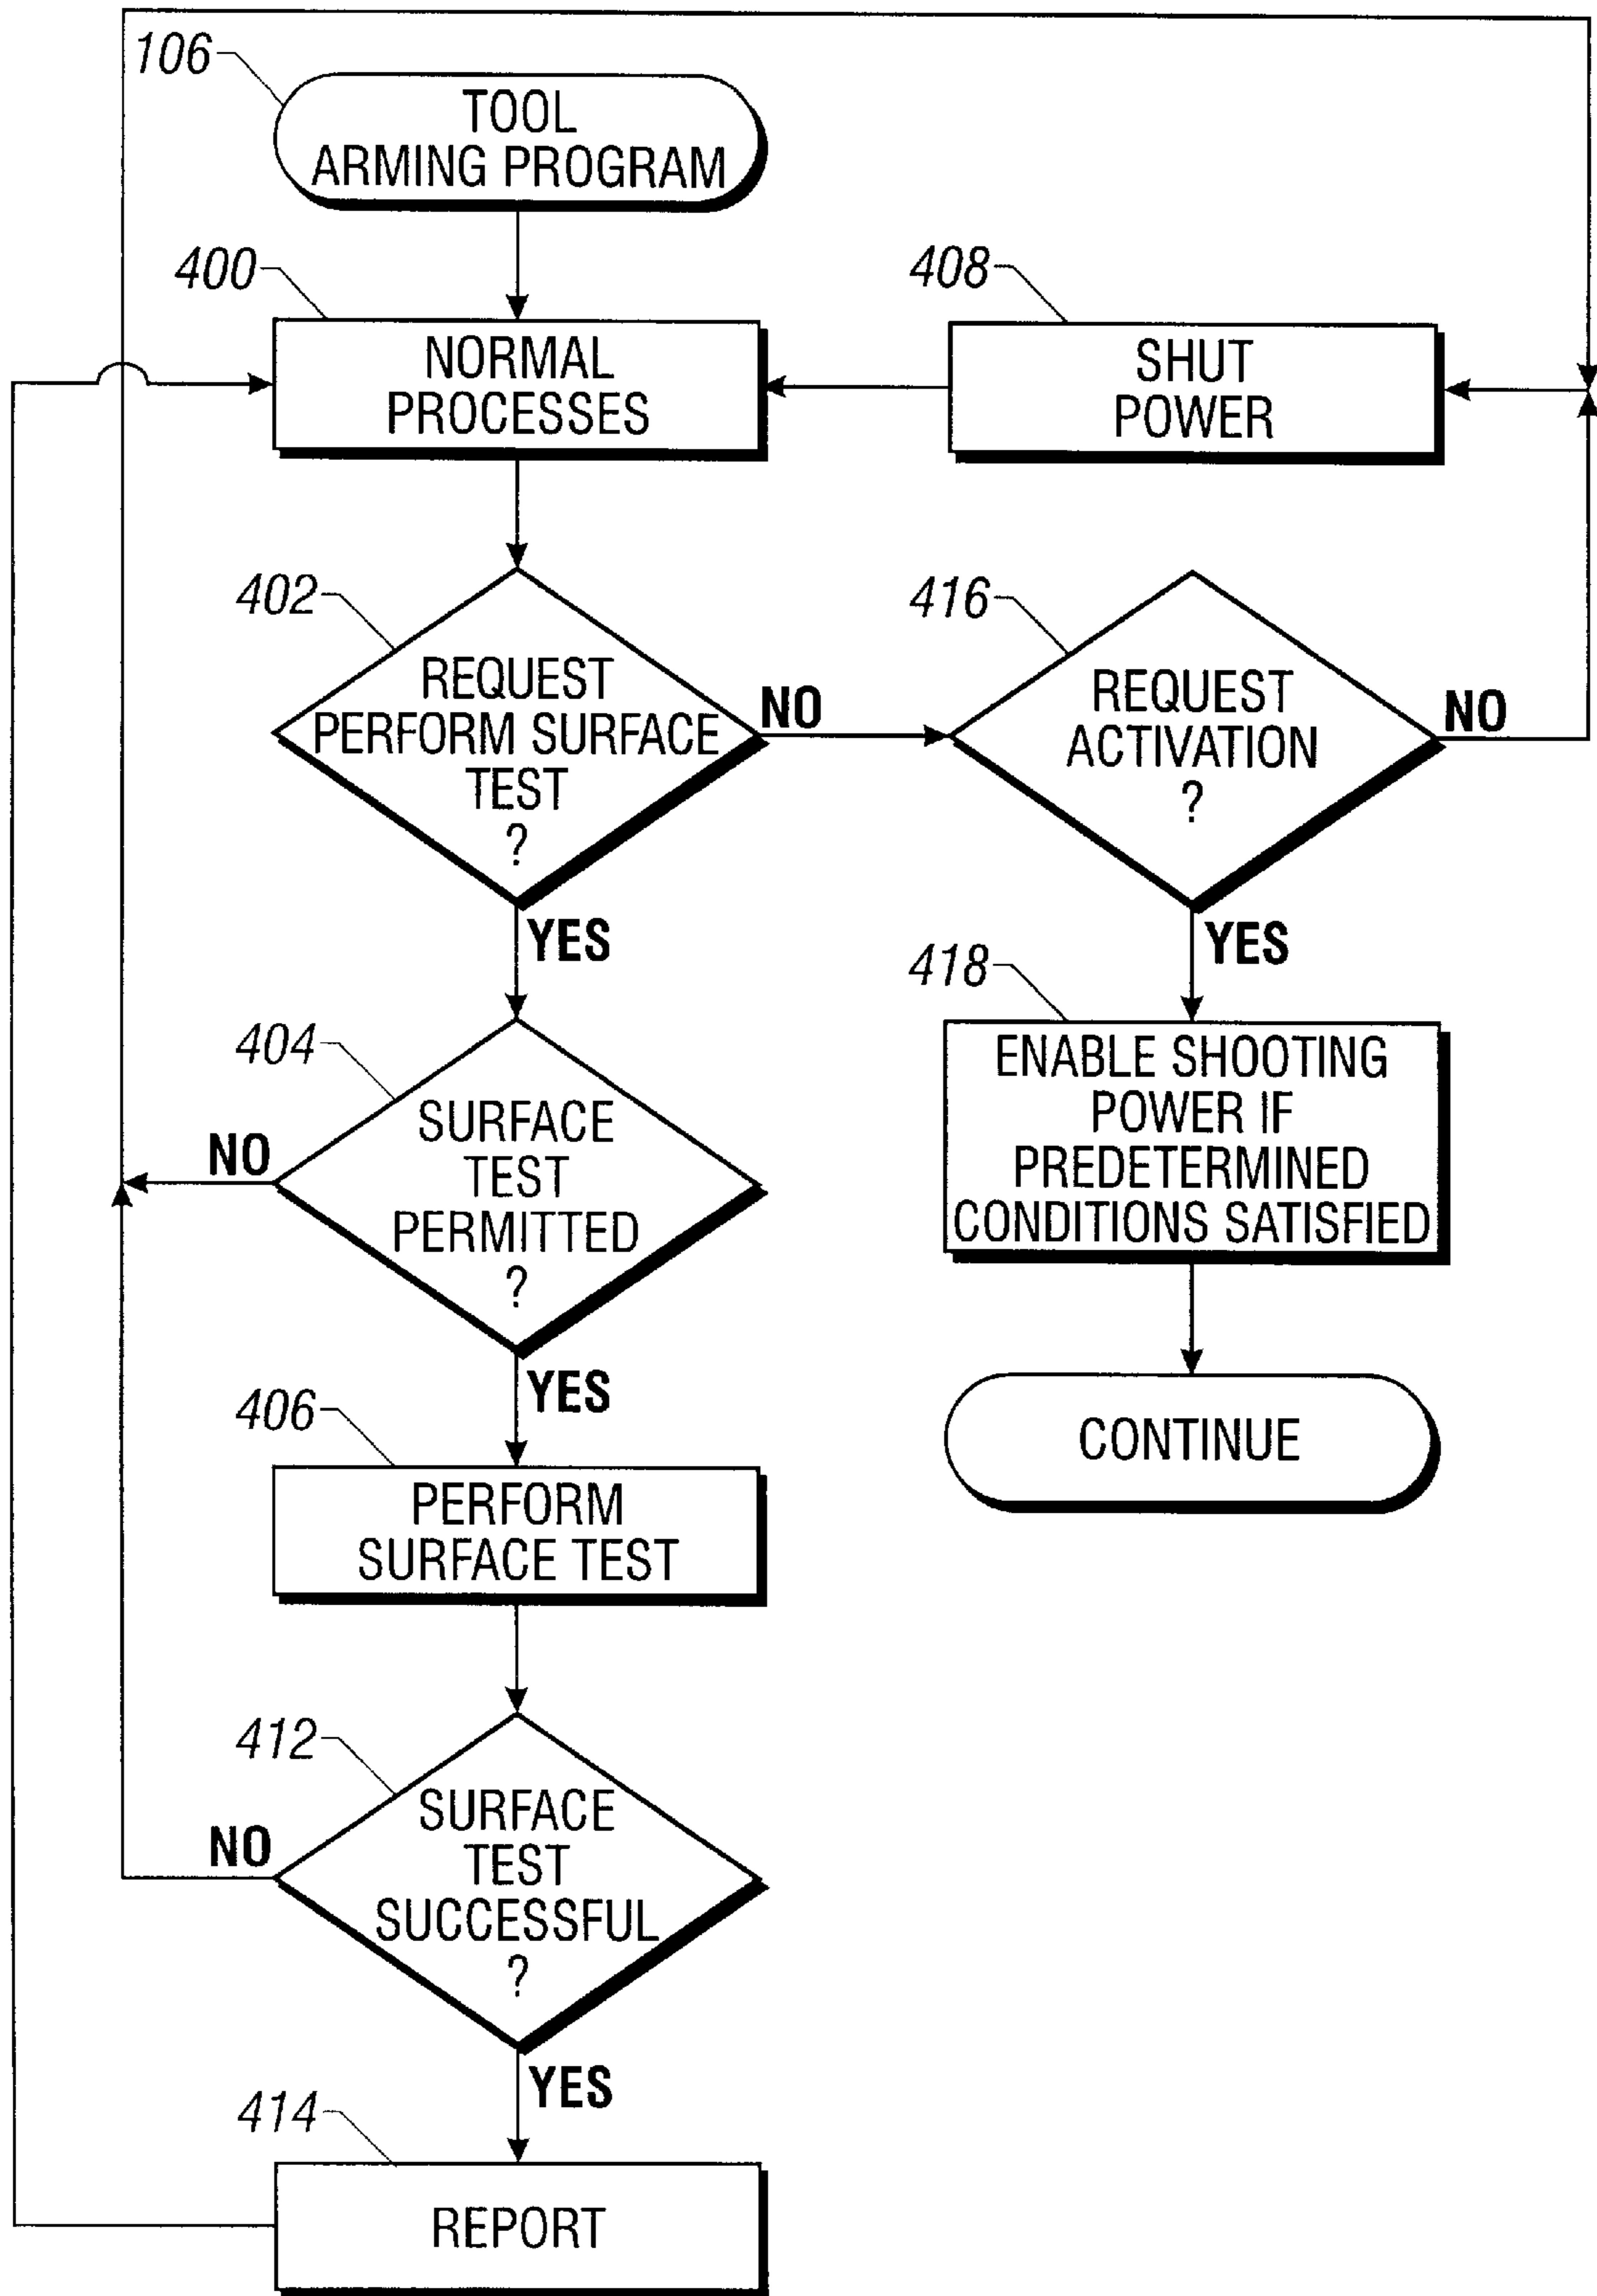 106
TOOL
ARMING PROGRAM
400
NORMAL
PROCESSES
408
SHUT
POWER
402
REQUEST
PERFORM SURFACE
TEST
?
NO
416
REQUEST
ACTIVATION
?
NO
YES
YES
404
SURFACE
TEST
PERMITTED
?
NO
418
ENABLE SHOOTING
POWER IF
PREDETERMINED
CONDITIONS SATISFIED
YES
CONTINUE
406
PERFORM
SURFACE TEST
412
SURFACE
TEST
SUCCESSFUL
?
NO
YES
414
REPORT